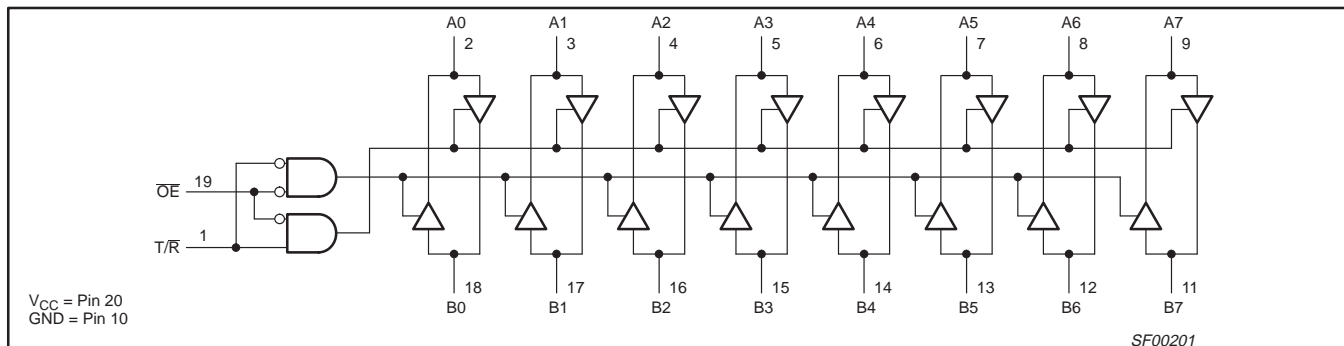 A0 A1 A2 A3 A4 A5 A6 A7
2 3 4 5 6 7 8 9
OE 19
T/R 1
18 17 16 15 14 13 12 11
B0 B1 B2 B3 B4 B5 B6 B7
VCC = Pin 20
GND = Pin 10
SF00201